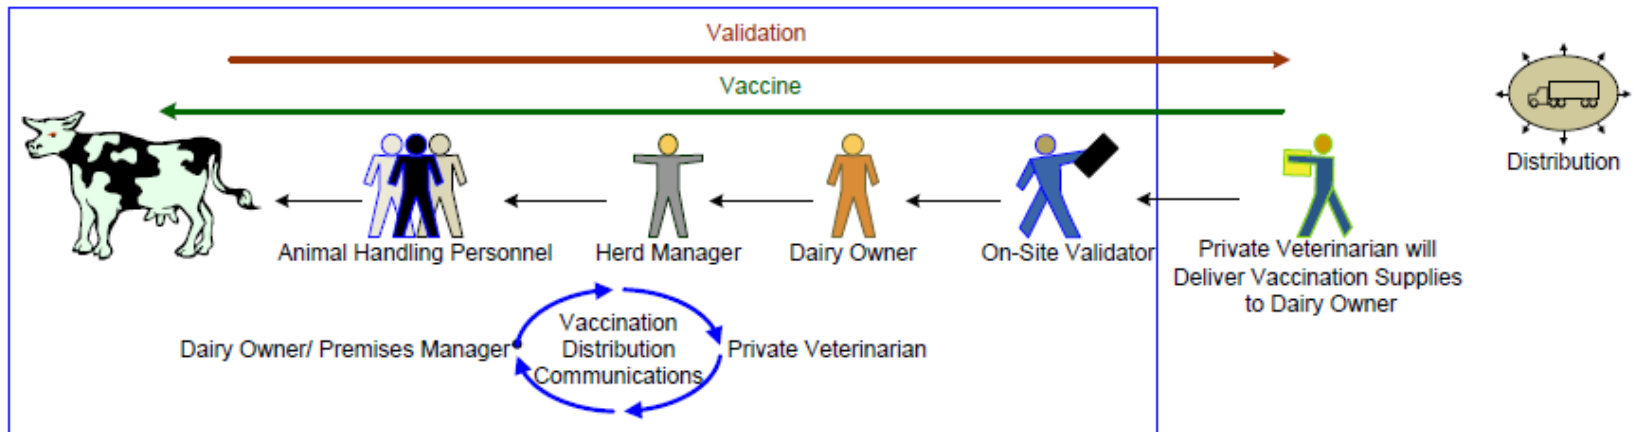 Validation
Vaccine
Distribution
Animal Handling Personnel
Herd Manager
Dairy Owner
On-Site Validator
Private Veterinarian will
Deliver Vaccination Supplies
to Dairy Owner
Dairy Owner/ Premises Manager
Vaccination
Distribution
Communications
Private Veterinarian